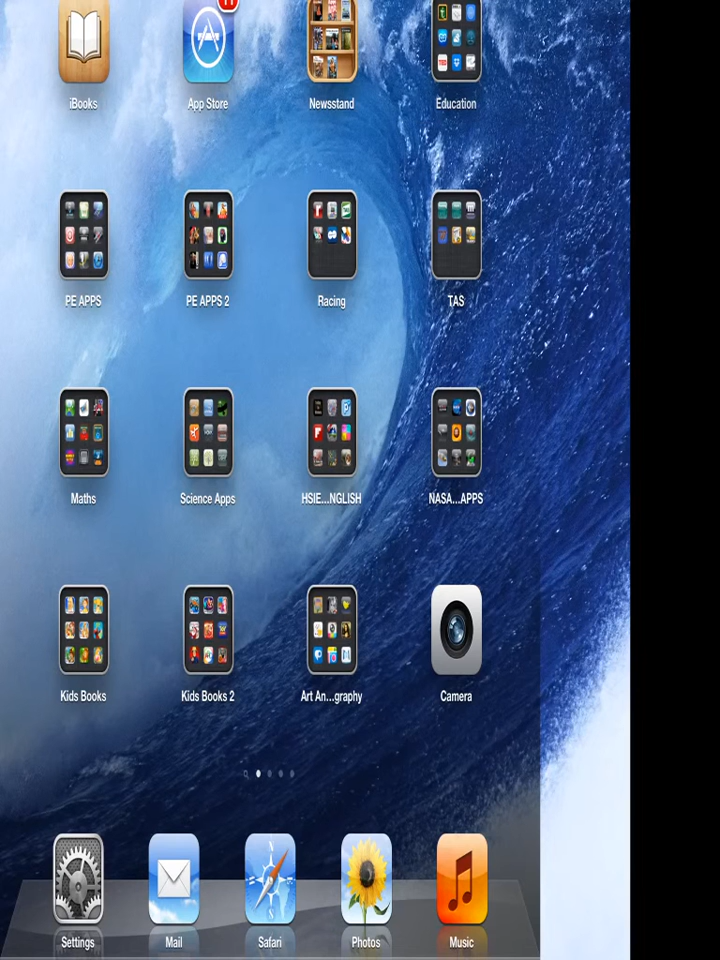 iBooks App Store Newsstand Education
PE APPS PE APPS 2 Racing TAS
Maths Science Apps HSIE...NGLISH NASA...APPS
Kids Books Kids Books 2 Art An...graphy Camera
Settings Mail Safari Photos Music